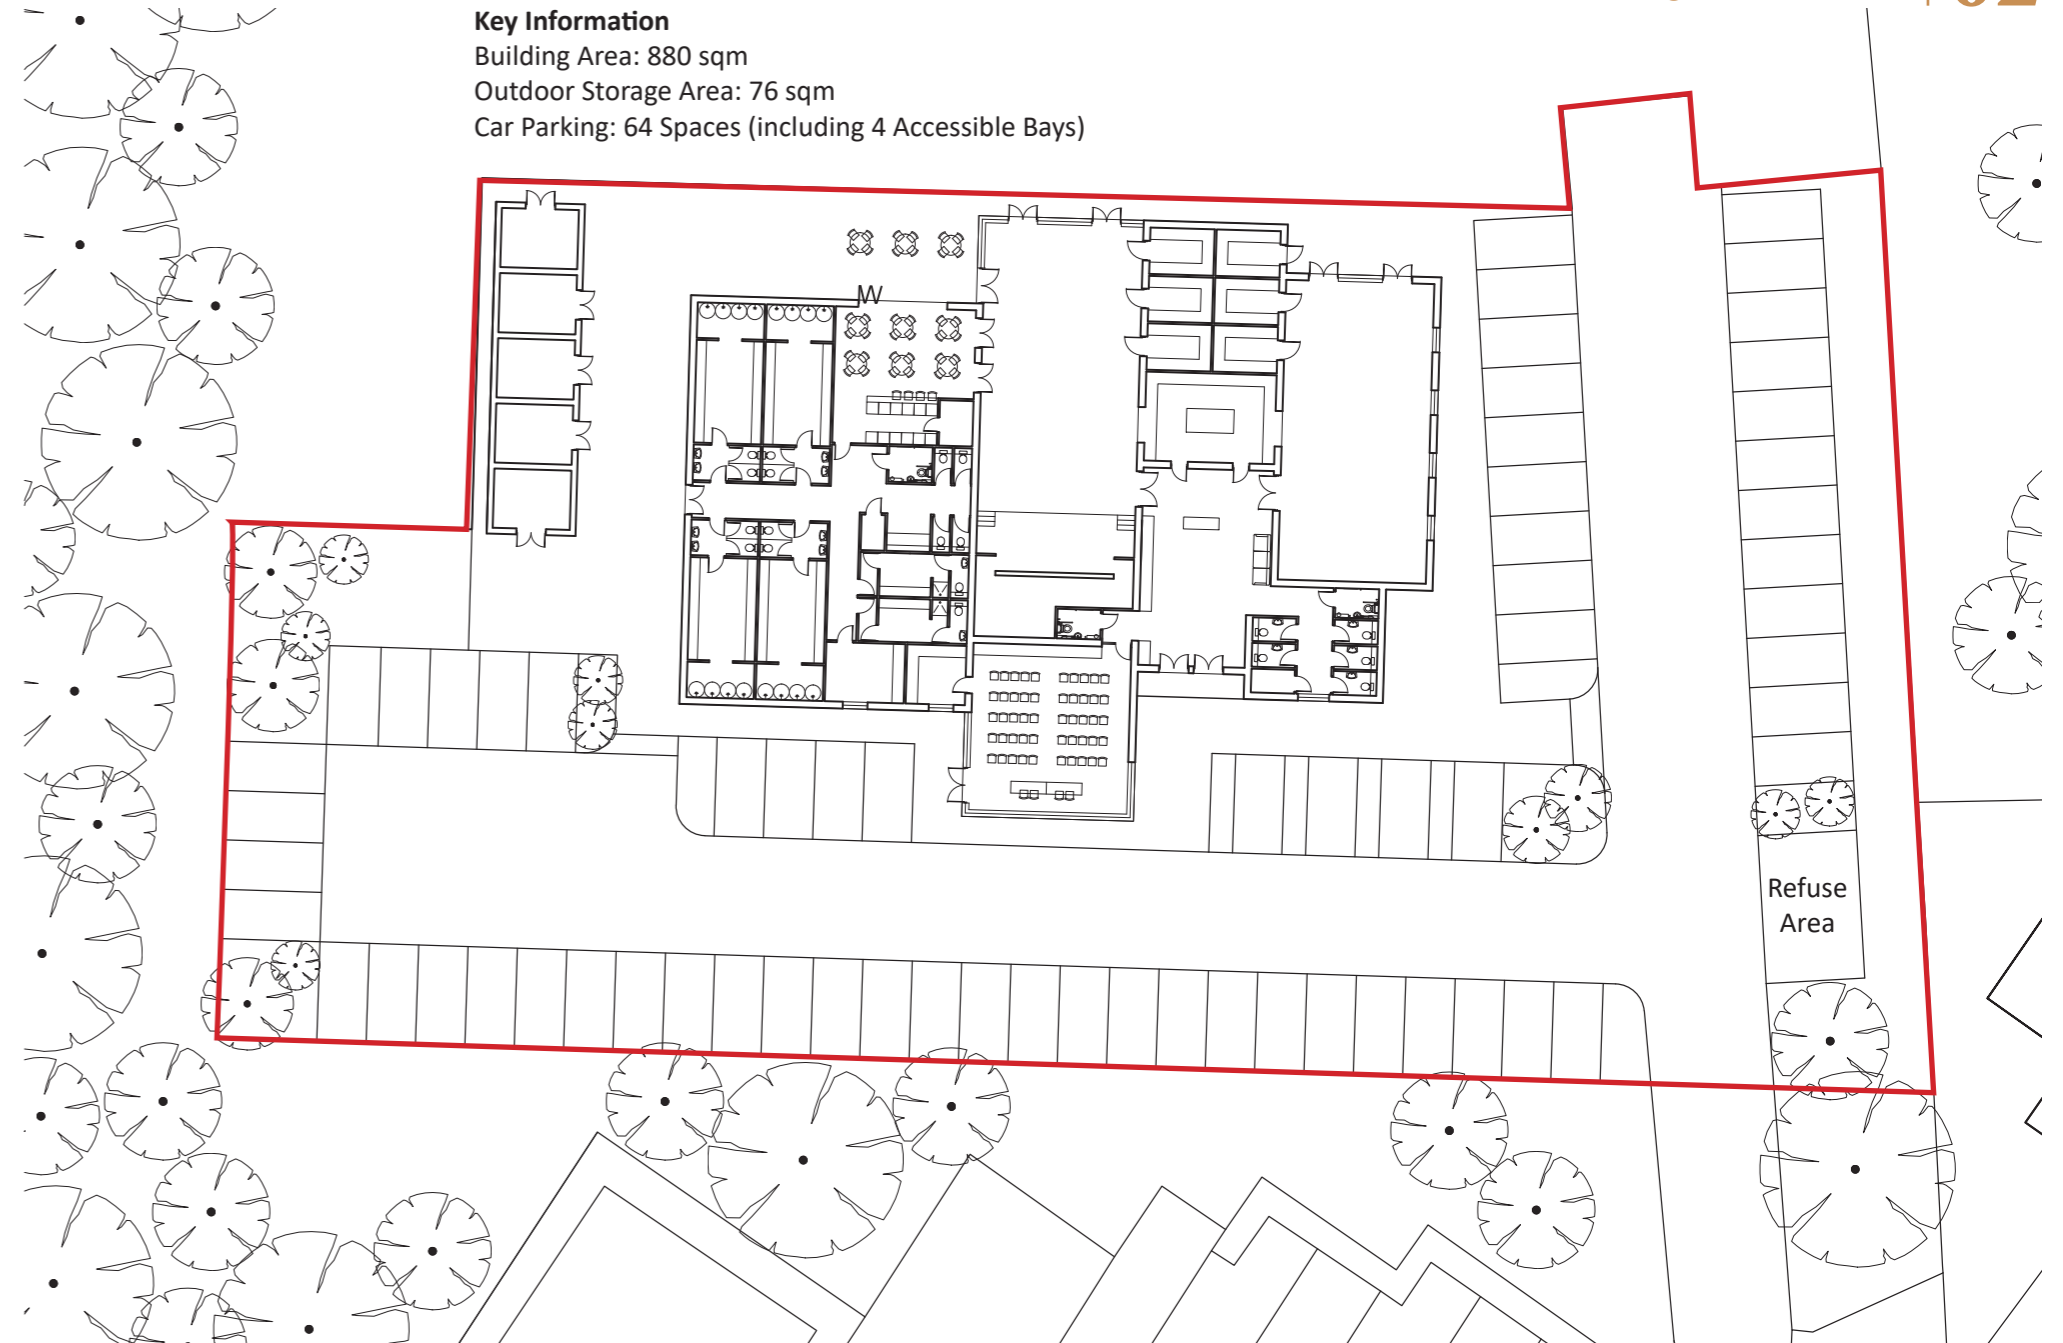 Key Information
Building Area: 880 sqm
Outdoor Storage Area: 76 sqm
Car Parking: 64 Spaces (including 4 Accessible Bays)
W
Refuse
Area